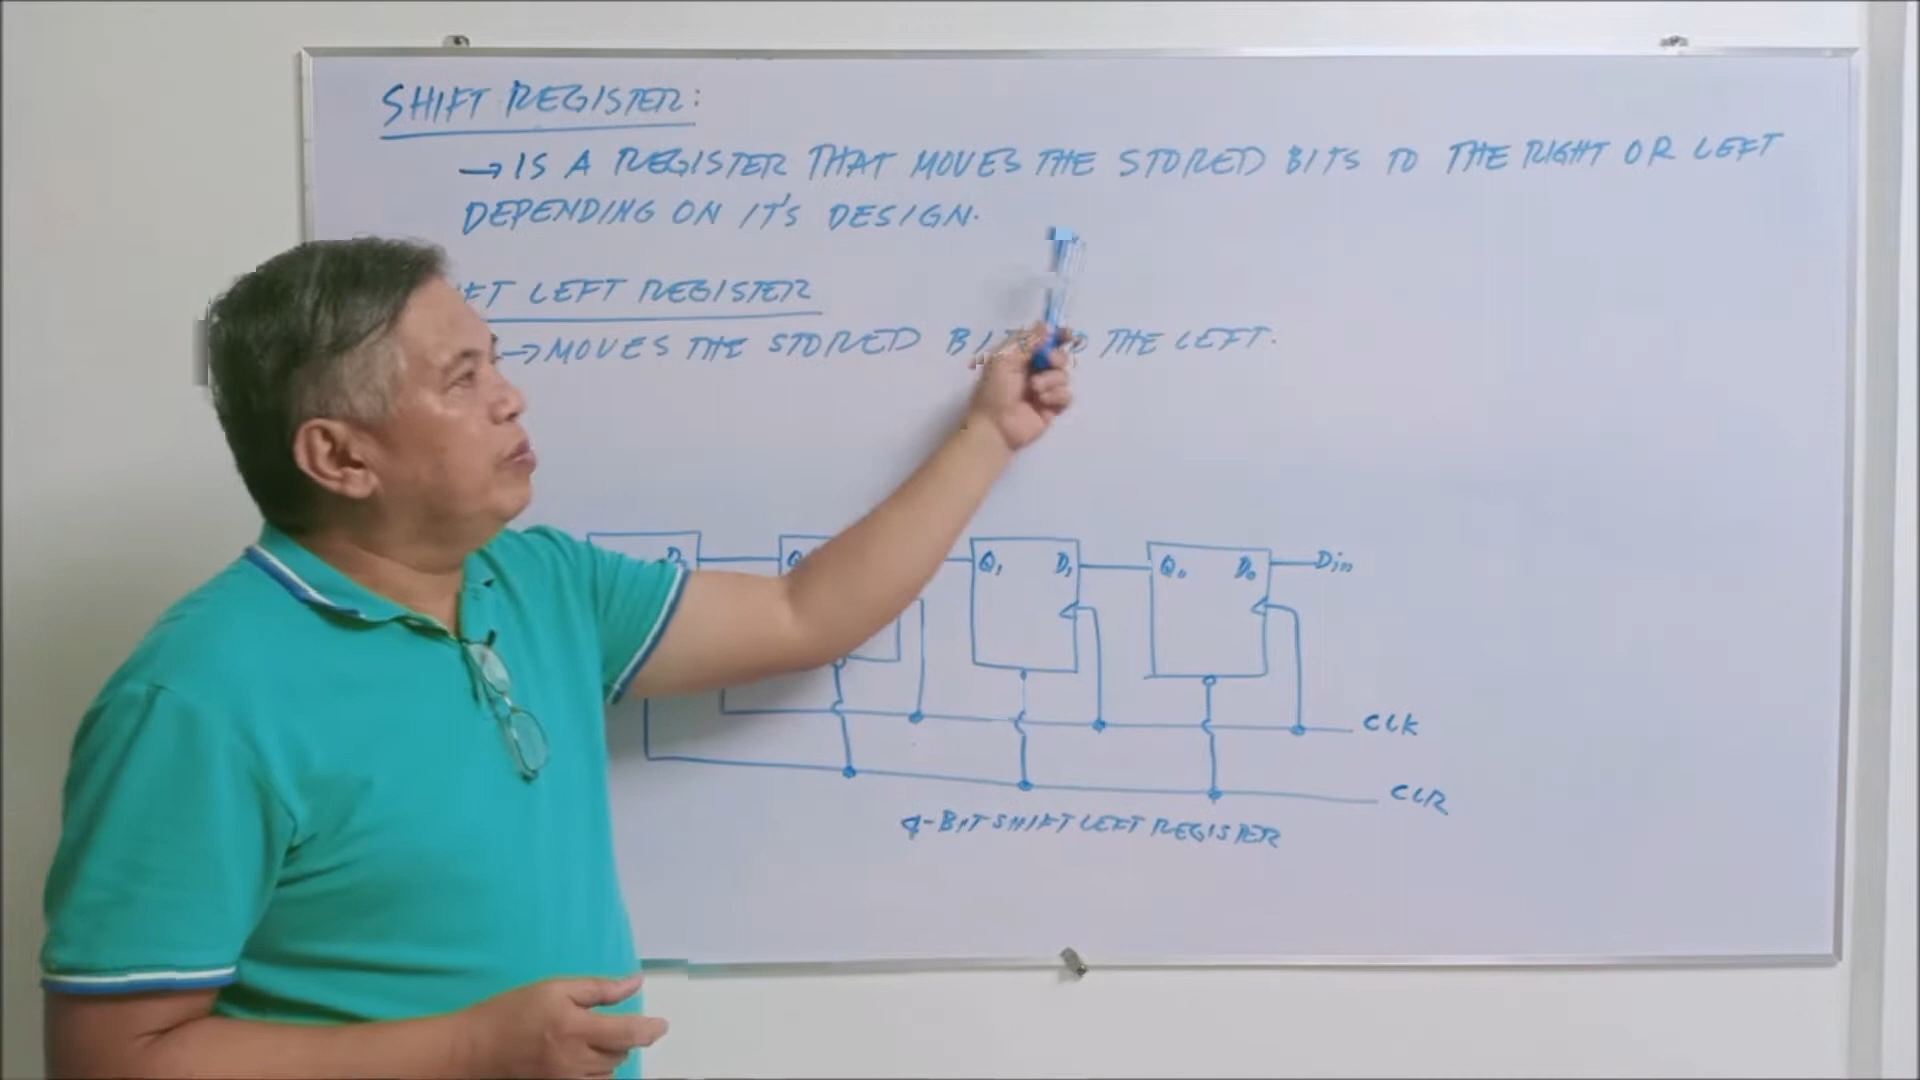 SHIFT REGISTER:
→ IS A REGISTER THAT MOVES THE STORED BITS TO THE RIGHT OR LEFT
DEPENDING ON IT'S DESIGN.
LEFT REGISTER
→ MOVES THE STORED THE LEFT.
Q₁ D₁ Q₀ D₀ Din
CLK
CLR
4-BIT SHIFT LEFT REGISTER